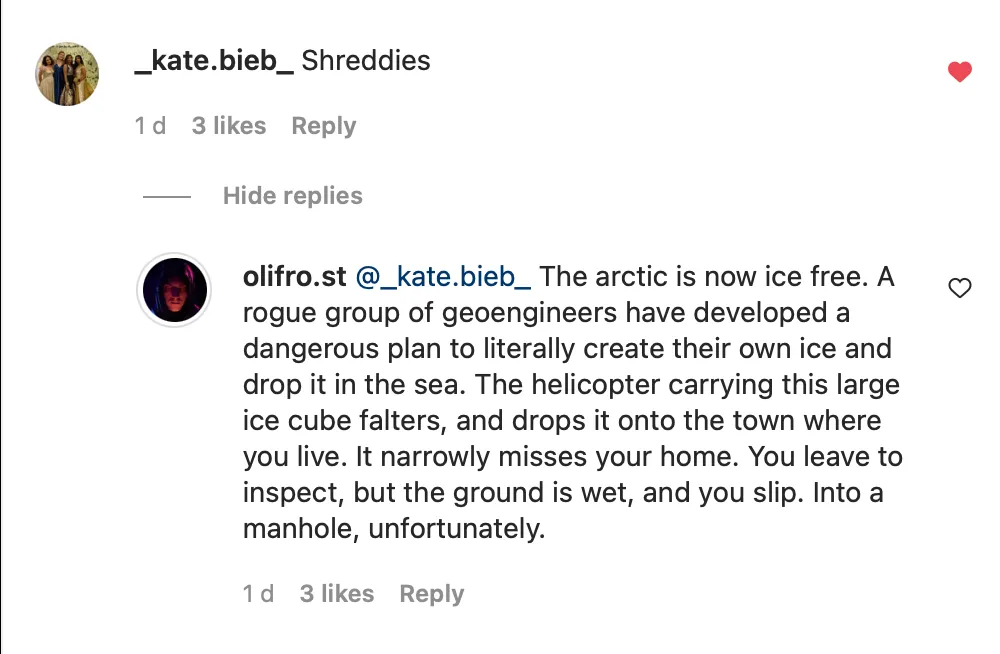 _kate.bieb_ Shreddies
1 d 3 likes Reply
Hide replies
olifro.st @_kate.bieb_ The arctic is now ice free. A
rogue group of geoengineers have developed a
dangerous plan to literally create their own ice and
drop it in the sea. The helicopter carrying this large
ice cube falters, and drops it onto the town where
you live. It narrowly misses your home. You leave to
inspect, but the ground is wet, and you slip. Into a
manhole, unfortunately.
1 d 3 likes Reply